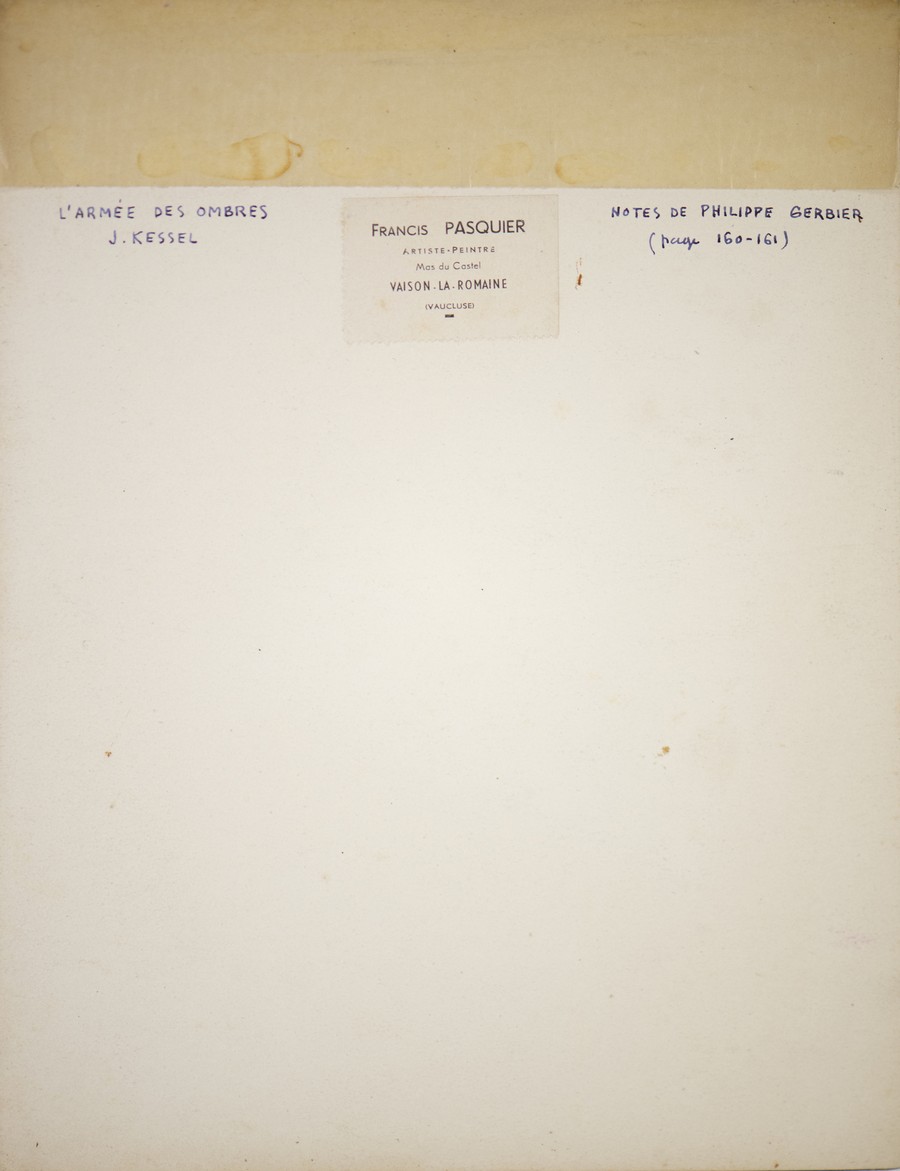 L'ARMÉE DES OMBRES
J. KESSEL
FRANCIS PASQUIER
ARTISTE-PEINTRE
Mas du Castel
VAISON-LA-ROMAINE
(VAUCLUSE)
NOTES DE PHILIPPE GERBIER
(page 160-161)